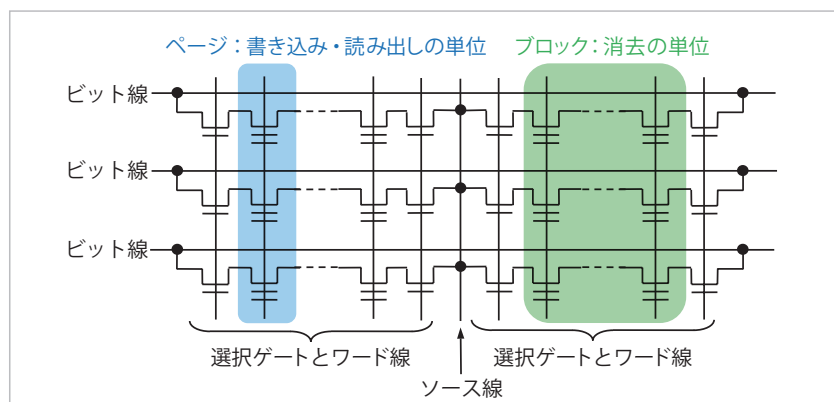 ページ：書き込み・読み出しの単位
ブロック：消去の単位
ビット線
ビット線
ビット線
選択ゲートとワード線
選択ゲートとワード線
ソース線